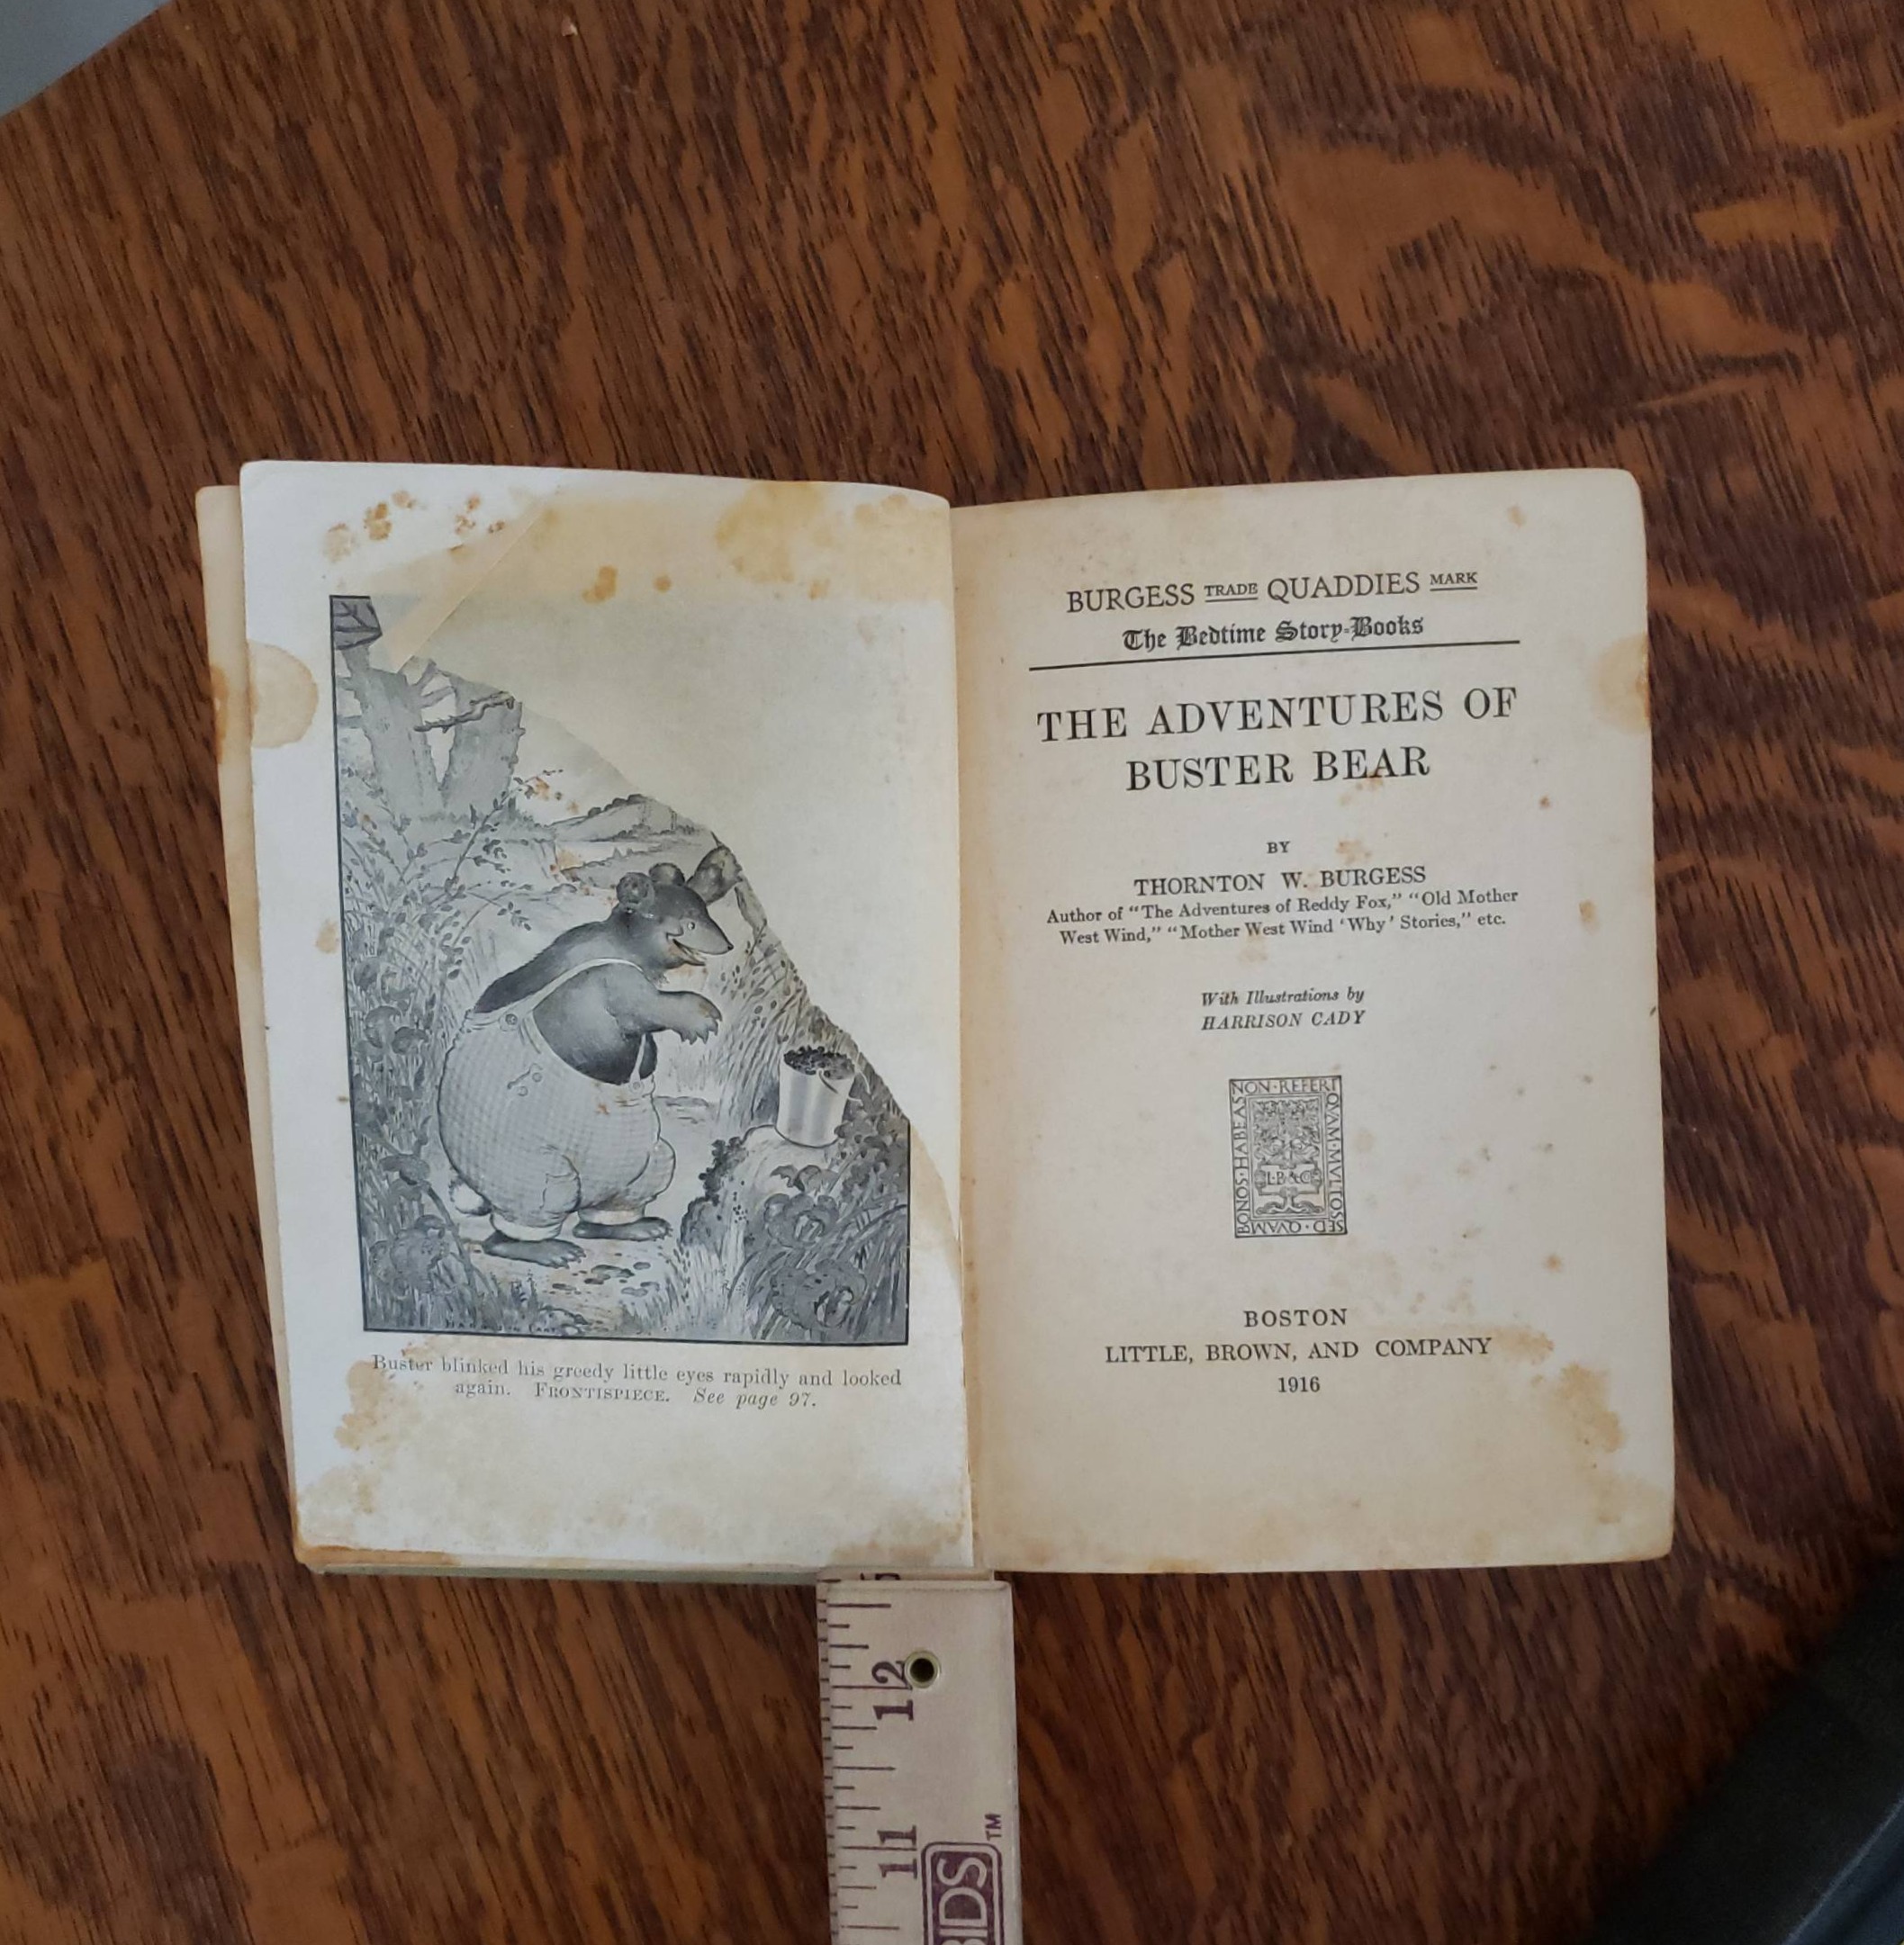 Buster blinked his greedy little eyes rapidly and looked
again. FRONTISPIECE. See page 97.
BURGESS TRADE QUADDIES MARK
The Bedtime Story-Books
THE ADVENTURES OF
BUSTER BEAR
BY
THORNTON W. BURGESS
Author of "The Adventures of Reddy Fox," "Old Mother
West Wind," "Mother West Wind 'Why' Stories," etc.
With Illustrations by
HARRISON CADY
NON·REFERT
QVAM·MVLTOS
SED·QVAM
BONOS·HABEAS
L·B·&·C
BOSTON
LITTLE, BROWN, AND COMPANY
1916
12
11
IDS™